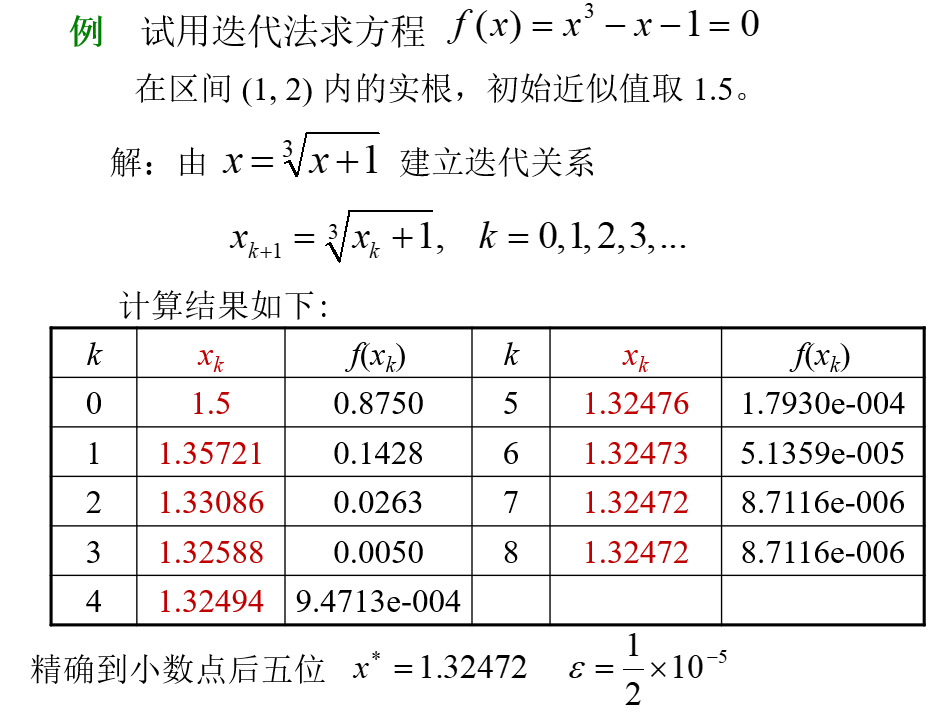 例 试用迭代法求方程 f(x) = x³ − x − 1 = 0
在区间 (1, 2) 内的实根，初始近似值取 1.5。
解：由 x = ∛(x+1) 建立迭代关系
xₖ₊₁ = ∛(xₖ + 1), k = 0,1,2,3,...
计算结果如下：
k xₖ f(xₖ) k xₖ f(xₖ)
0 1.5 0.8750 5 1.32476 1.7930e-004
1 1.35721 0.1428 6 1.32473 5.1359e-005
2 1.33086 0.0263 7 1.32472 8.7116e-006
3 1.32588 0.0050 8 1.32472 8.7116e-006
4 1.32494 9.4713e-004
精确到小数点后五位 x* = 1.32472 ε = 1/2 × 10⁻⁵